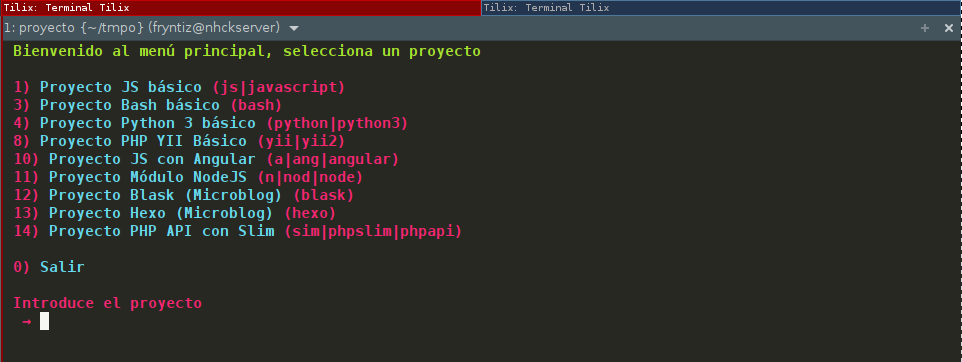 Tilix: Terminal Tilix
Tilix: Terminal Tilix
1: proyecto {~/tmpo} (fryntiz@nhckserver)
Bienvenido al menú principal, selecciona un proyecto
1) Proyecto JS básico (js|javascript)
3) Proyecto Bash básico (bash)
4) Proyecto Python 3 básico (python|python3)
8) Proyecto PHP YII Básico (yii|yii2)
10) Proyecto JS con Angular (a|ang|angular)
11) Proyecto Módulo NodeJS (n|nod|node)
12) Proyecto Blask (Microblog) (blask)
13) Proyecto Hexo (Microblog) (hexo)
14) Proyecto PHP API con Slim (sim|phpslim|phpapi)
0) Salir
Introduce el proyecto
→